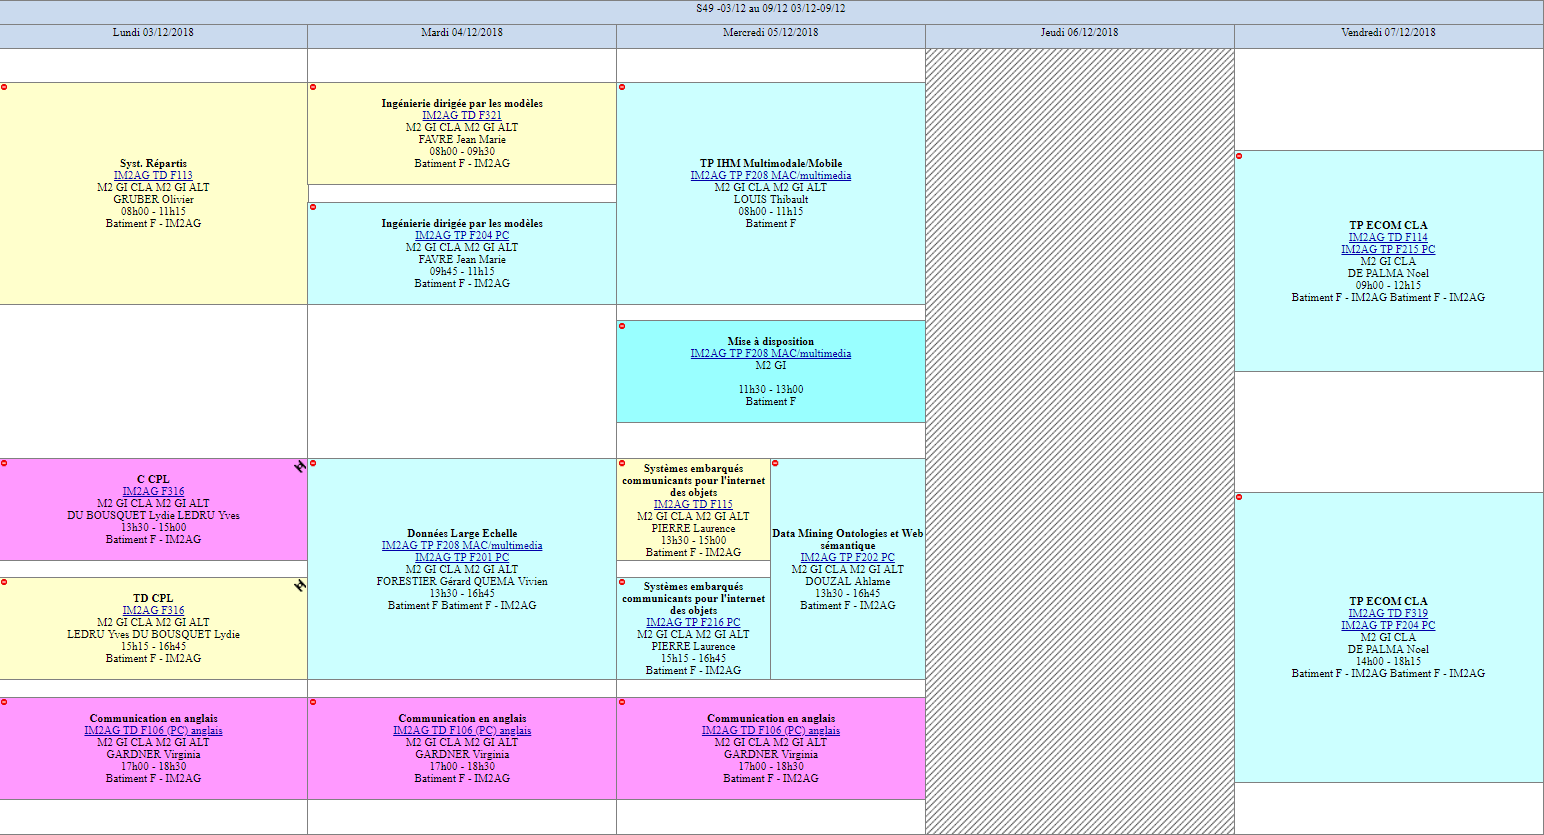 S49 -03/12 au 09/12 03/12-09/12
Lundi 03/12/2018
Mardi 04/12/2018
Mercredi 05/12/2018
Jeudi 06/12/2018
Vendredi 07/12/2018
Syst. Répartis
IM2AG TD F113
M2 GI CLA M2 GI ALT
GRUBER Olivier
08h00 - 11h15
Batiment F - IM2AG
C CPL
IM2AG F316
M2 GI CLA M2 GI ALT
DU BOUSQUET Lydie LEDRU Yves
13h30 - 15h00
Batiment F - IM2AG
TD CPL
IM2AG F316
M2 GI CLA M2 GI ALT
LEDRU Yves DU BOUSQUET Lydie
15h15 - 16h45
Batiment F - IM2AG
Communication en anglais
IM2AG TD F106 (PC) anglais
M2 GI CLA M2 GI ALT
GARDNER Virginia
17h00 - 18h30
Batiment F - IM2AG
Ingénierie dirigée par les modèles
IM2AG TD F321
M2 GI CLA M2 GI ALT
FAVRE Jean Marie
08h00 - 09h30
Batiment F - IM2AG
Ingénierie dirigée par les modèles
IM2AG TP F204 PC
M2 GI CLA M2 GI ALT
FAVRE Jean Marie
09h45 - 11h15
Batiment F - IM2AG
Données Large Echelle
IM2AG TP F208 MAC/multimedia
IM2AG TP F201 PC
M2 GI CLA M2 GI ALT
FORESTIER Gérard QUEMA Vivien
13h30 - 16h45
Batiment F Batiment F - IM2AG
Communication en anglais
IM2AG TD F106 (PC) anglais
M2 GI CLA M2 GI ALT
GARDNER Virginia
17h00 - 18h30
Batiment F - IM2AG
TP IHM Multimodale/Mobile
IM2AG TP F208 MAC/multimedia
M2 GI CLA M2 GI ALT
LOUIS Thibault
08h00 - 11h15
Batiment F
Mise à disposition
IM2AG TP F208 MAC/multimedia
M2 GI
11h30 - 13h00
Batiment F
Systèmes embarqués
communicants pour l'internet
des objets
IM2AG TD F115
M2 GI CLA M2 GI ALT
PIERRE Laurence
13h30 - 15h00
Batiment F - IM2AG
Systèmes embarqués
communicants pour l'internet
des objets
IM2AG TP F216 PC
M2 GI CLA M2 GI ALT
PIERRE Laurence
15h15 - 16h45
Batiment F - IM2AG
Data Mining Ontologies et Web
sémantique
IM2AG TP F202 PC
M2 GI CLA M2 GI ALT
DOUZAL Ahlame
13h30 - 16h45
Batiment F - IM2AG
Communication en anglais
IM2AG TD F106 (PC) anglais
M2 GI CLA M2 GI ALT
GARDNER Virginia
17h00 - 18h30
Batiment F - IM2AG
TP ECOM CLA
IM2AG TD F114
IM2AG TP F215 PC
M2 GI CLA
DE PALMA Noel
09h00 - 12h15
Batiment F - IM2AG Batiment F - IM2AG
TP ECOM CLA
IM2AG TD F319
IM2AG TP F204 PC
M2 GI CLA
DE PALMA Noel
14h00 - 18h15
Batiment F - IM2AG Batiment F - IM2AG